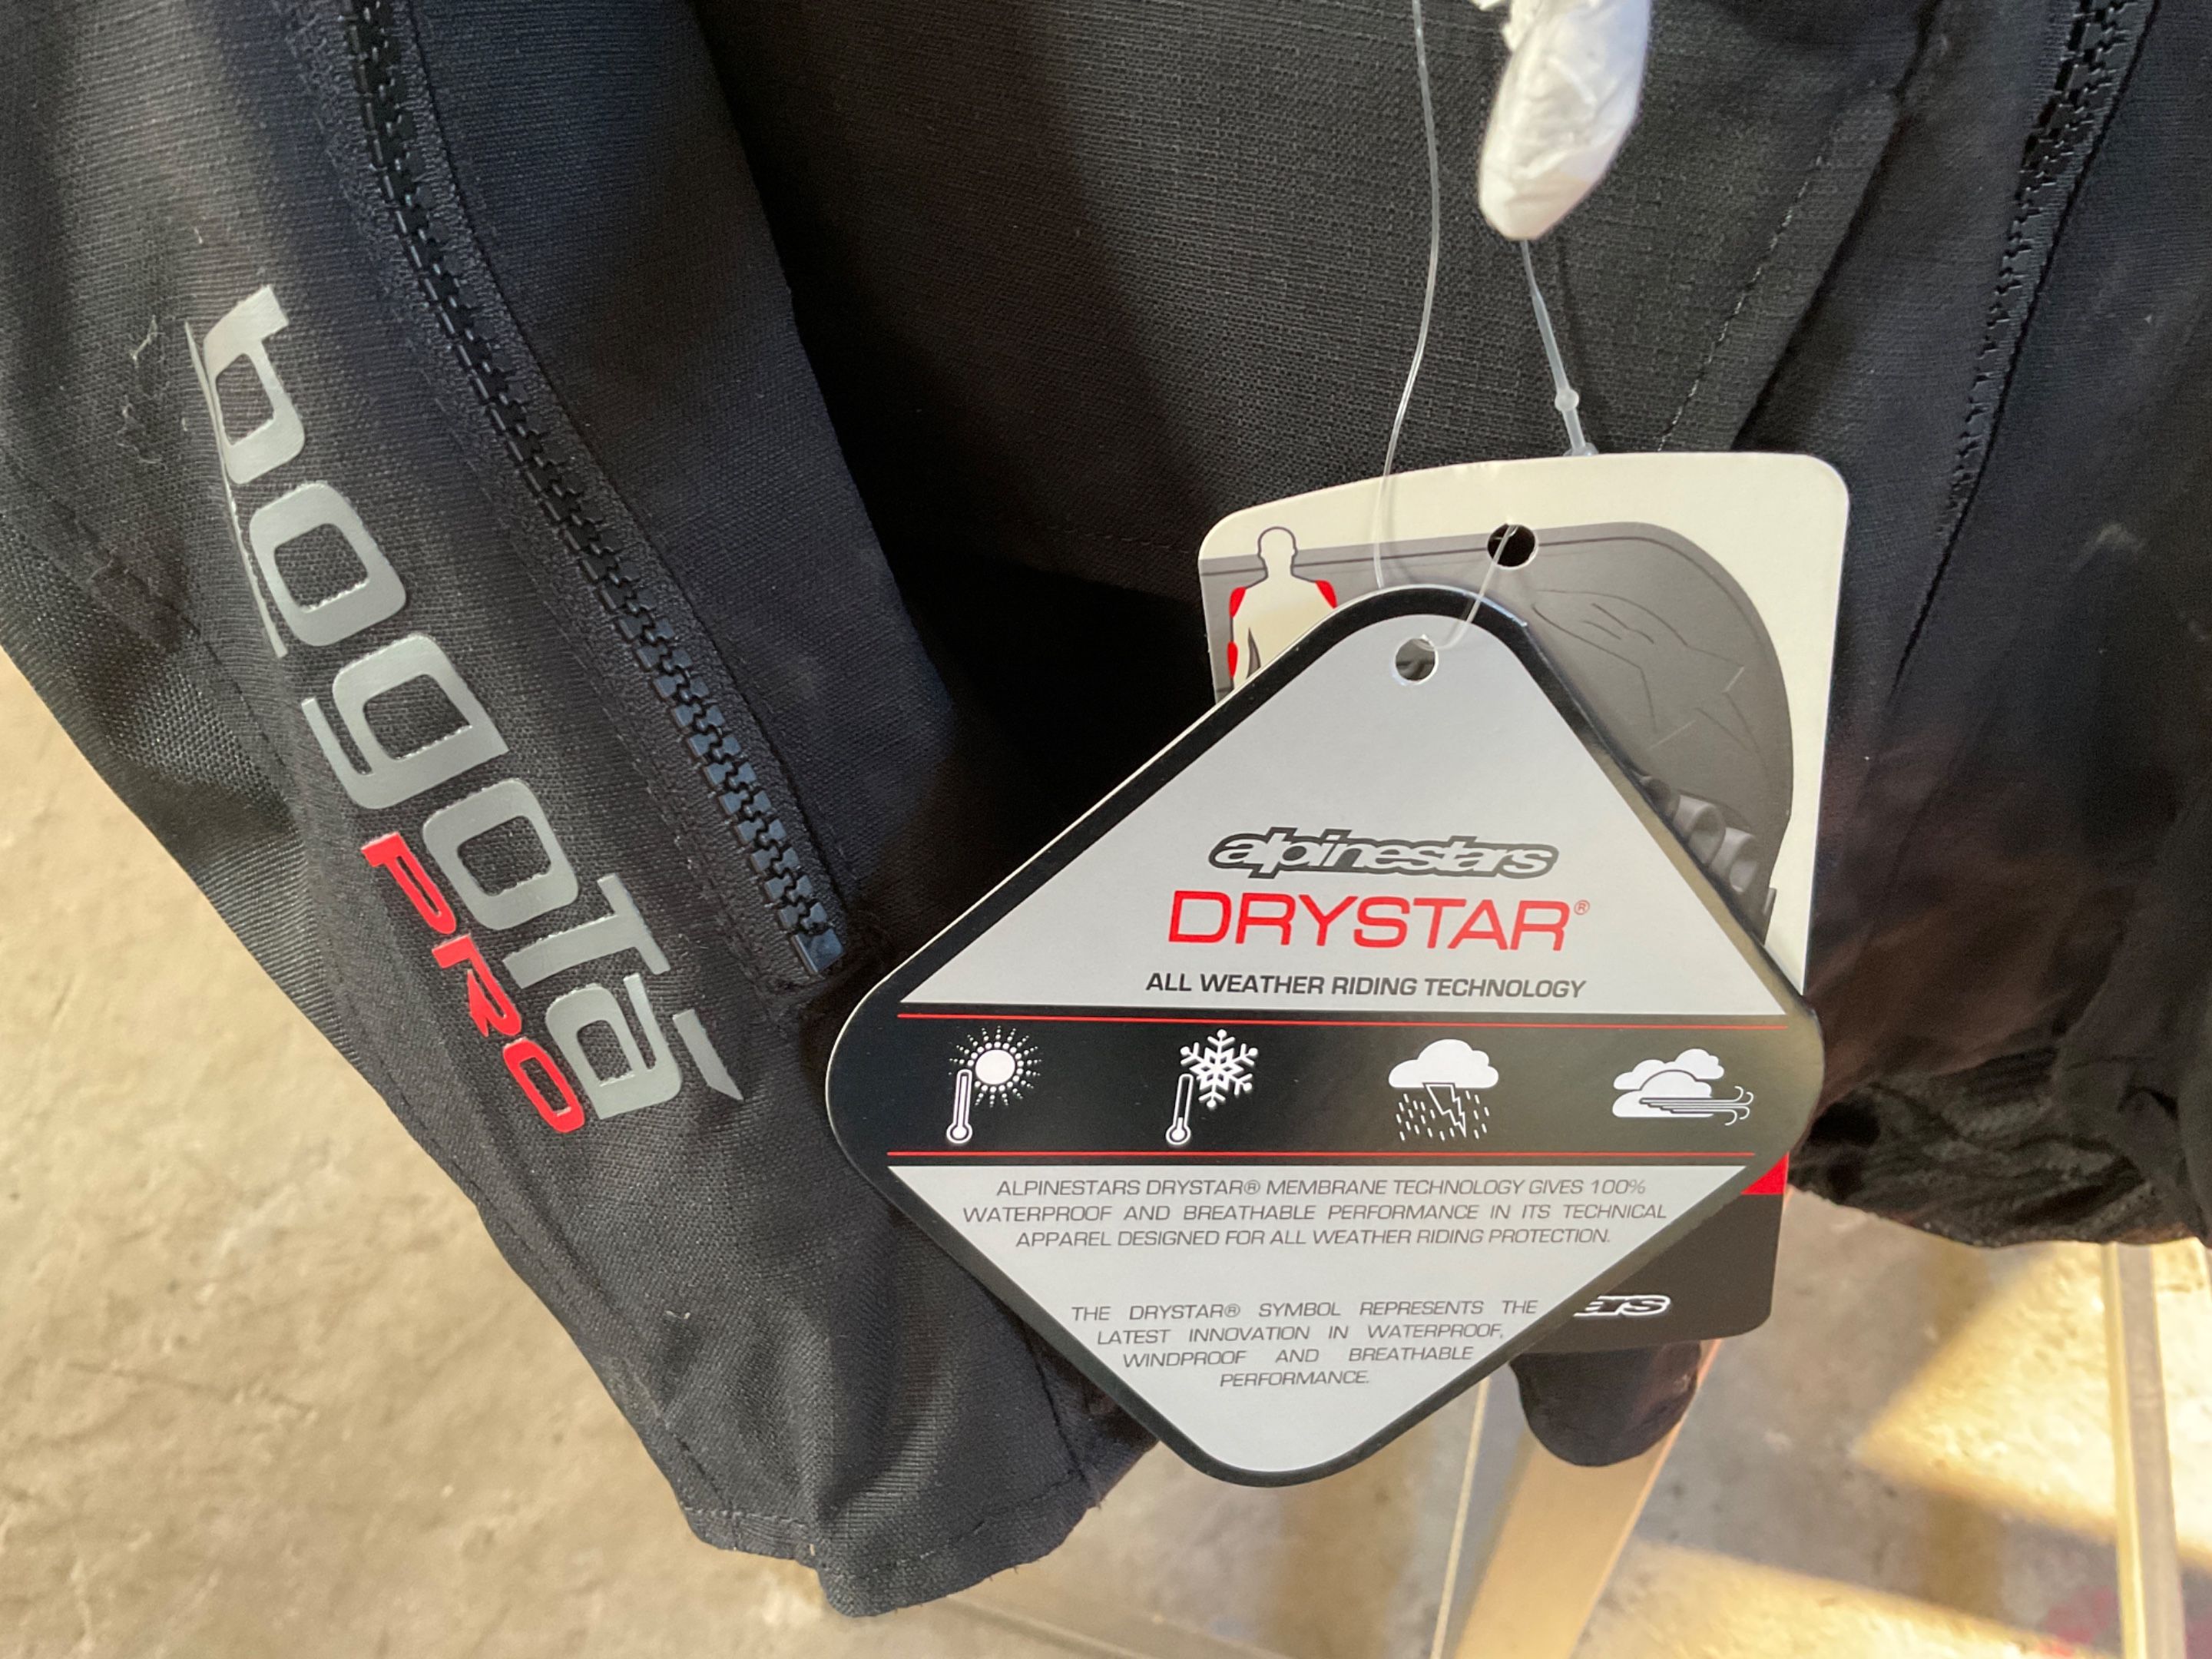 bogotá
PRO
alpinestars
DRYSTAR®
ALL WEATHER RIDING TECHNOLOGY
ALPINESTARS DRYSTAR® MEMBRANE TECHNOLOGY GIVES 100%
WATERPROOF AND BREATHABLE PERFORMANCE IN ITS TECHNICAL
APPAREL DESIGNED FOR ALL WEATHER RIDING PROTECTION.
THE DRYSTAR® SYMBOL REPRESENTS THE
LATEST INNOVATION IN WATERPROOF,
WINDPROOF AND BREATHABLE
PERFORMANCE.